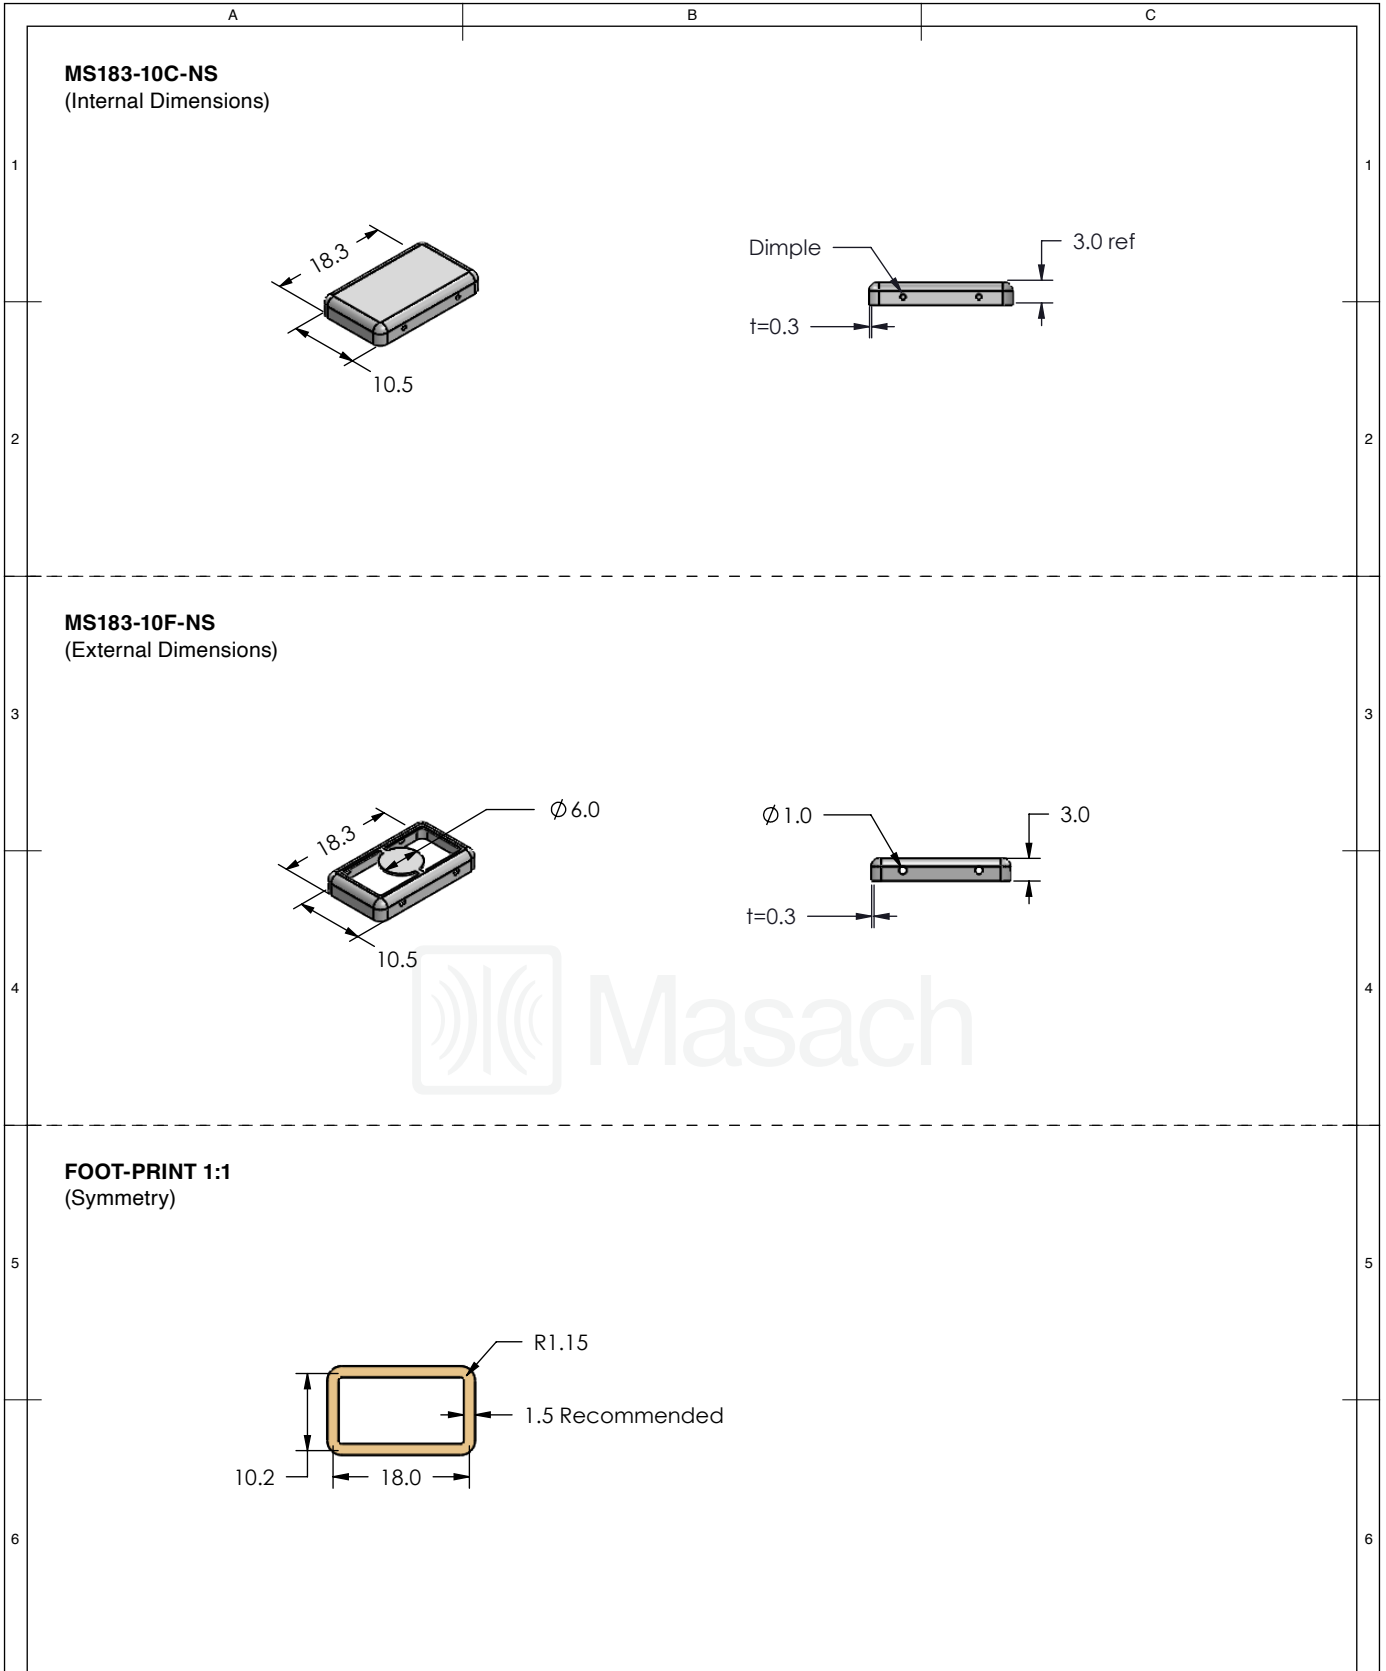 A B C
MS183-10C-NS
(Internal Dimensions)
1 1
18.3
Dimple
3.0 ref
t=0.3
10.5
2 2
MS183-10F-NS
(External Dimensions)
3 3
18.3
Ø6.0
Ø1.0
3.0
t=0.3
10.5
Masach
4 4
FOOT-PRINT 1:1
(Symmetry)
5 5
R1.15
1.5 Recommended
10.2
18.0
6 6